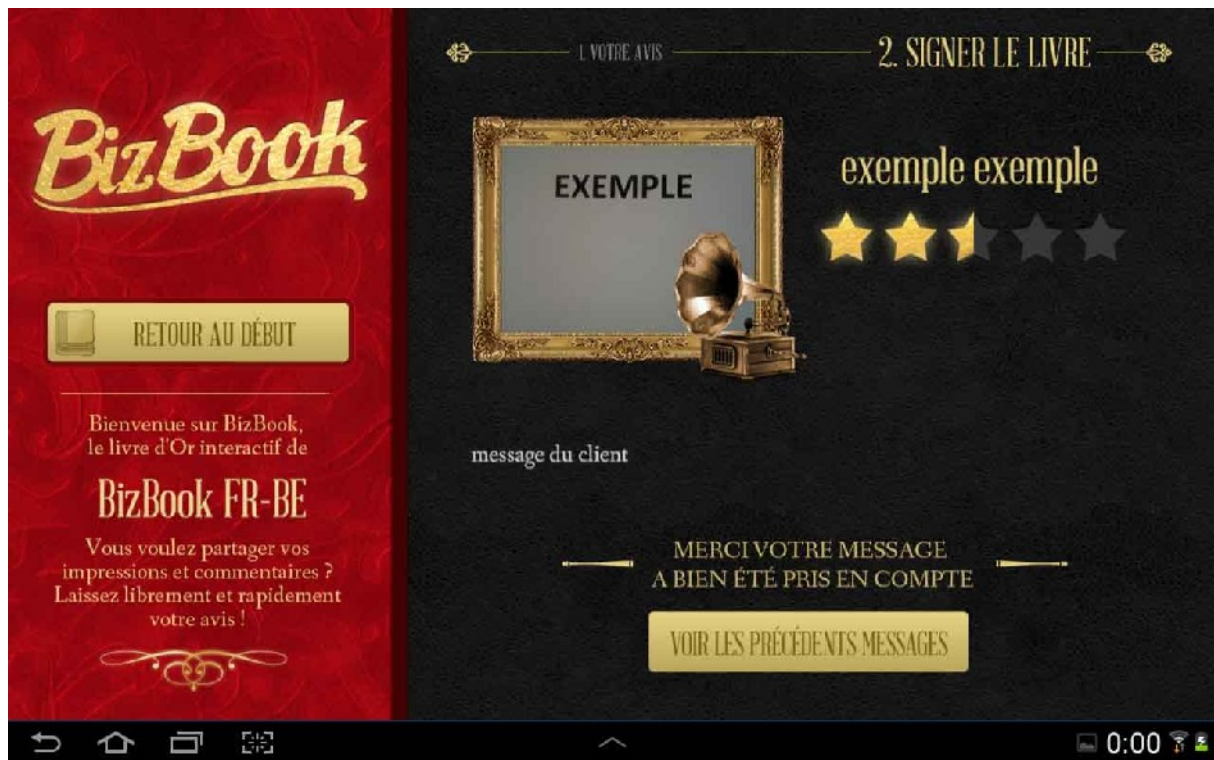 BizBook
RETOUR AU DÉBUT
Bienvenue sur BizBook,
le livre d'Or interactif de
BizBook FR-BE
Vous voulez partager vos
impressions et commentaires ?
Laissez librement et rapidement
votre avis !
1. VOTRE AVIS
2. SIGNER LE LIVRE
EXEMPLE
exemple exemple
message du client
MERCI VOTRE MESSAGE
A BIEN ÉTÉ PRIS EN COMPTE
VOIR LES PRÉCÉDENTS MESSAGES
0:00